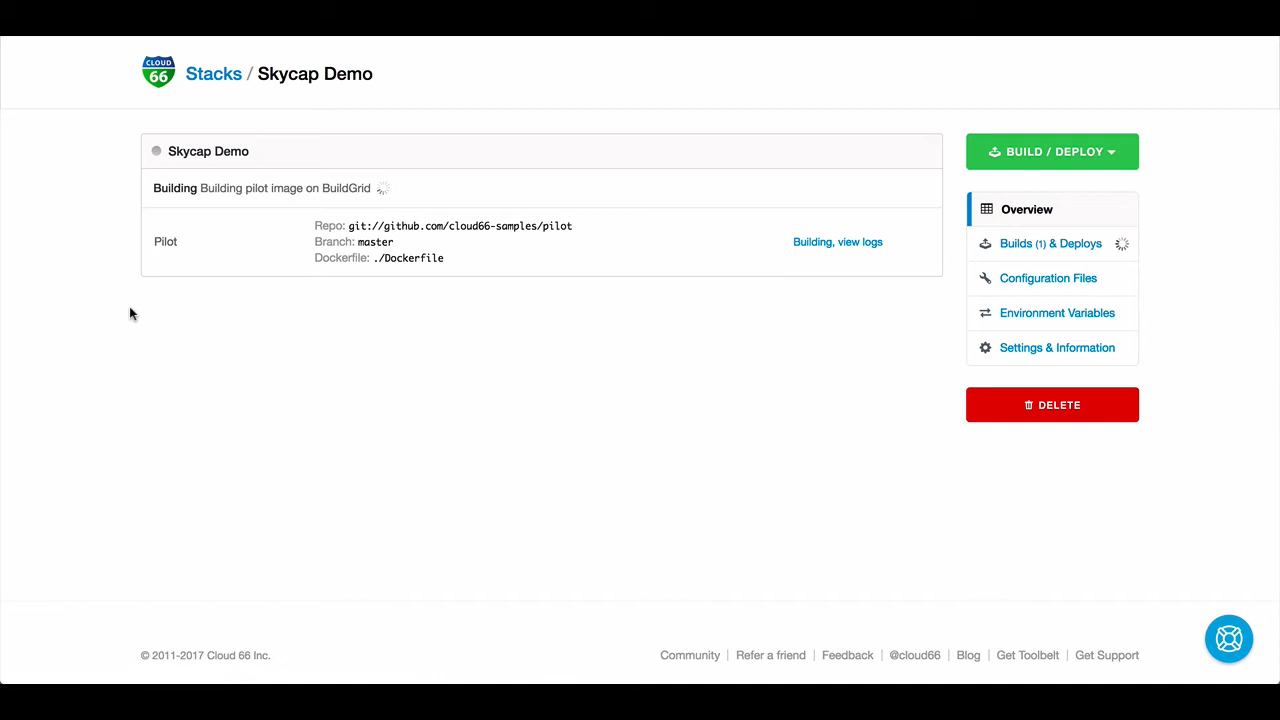 CLOUD
66
Stacks / Skycap Demo
Skycap Demo
Building Building pilot image on BuildGrid
Pilot
Repo: git://github.com/cloud66-samples/pilot
Branch: master
Dockerfile: ./Dockerfile
Building, view logs
BUILD / DEPLOY
Overview
Builds (1) & Deploys
Configuration Files
Environment Variables
Settings & Information
DELETE
© 2011-2017 Cloud 66 Inc.
Community | Refer a friend | Feedback | @cloud66 | Blog | Get Toolbelt | Get Support